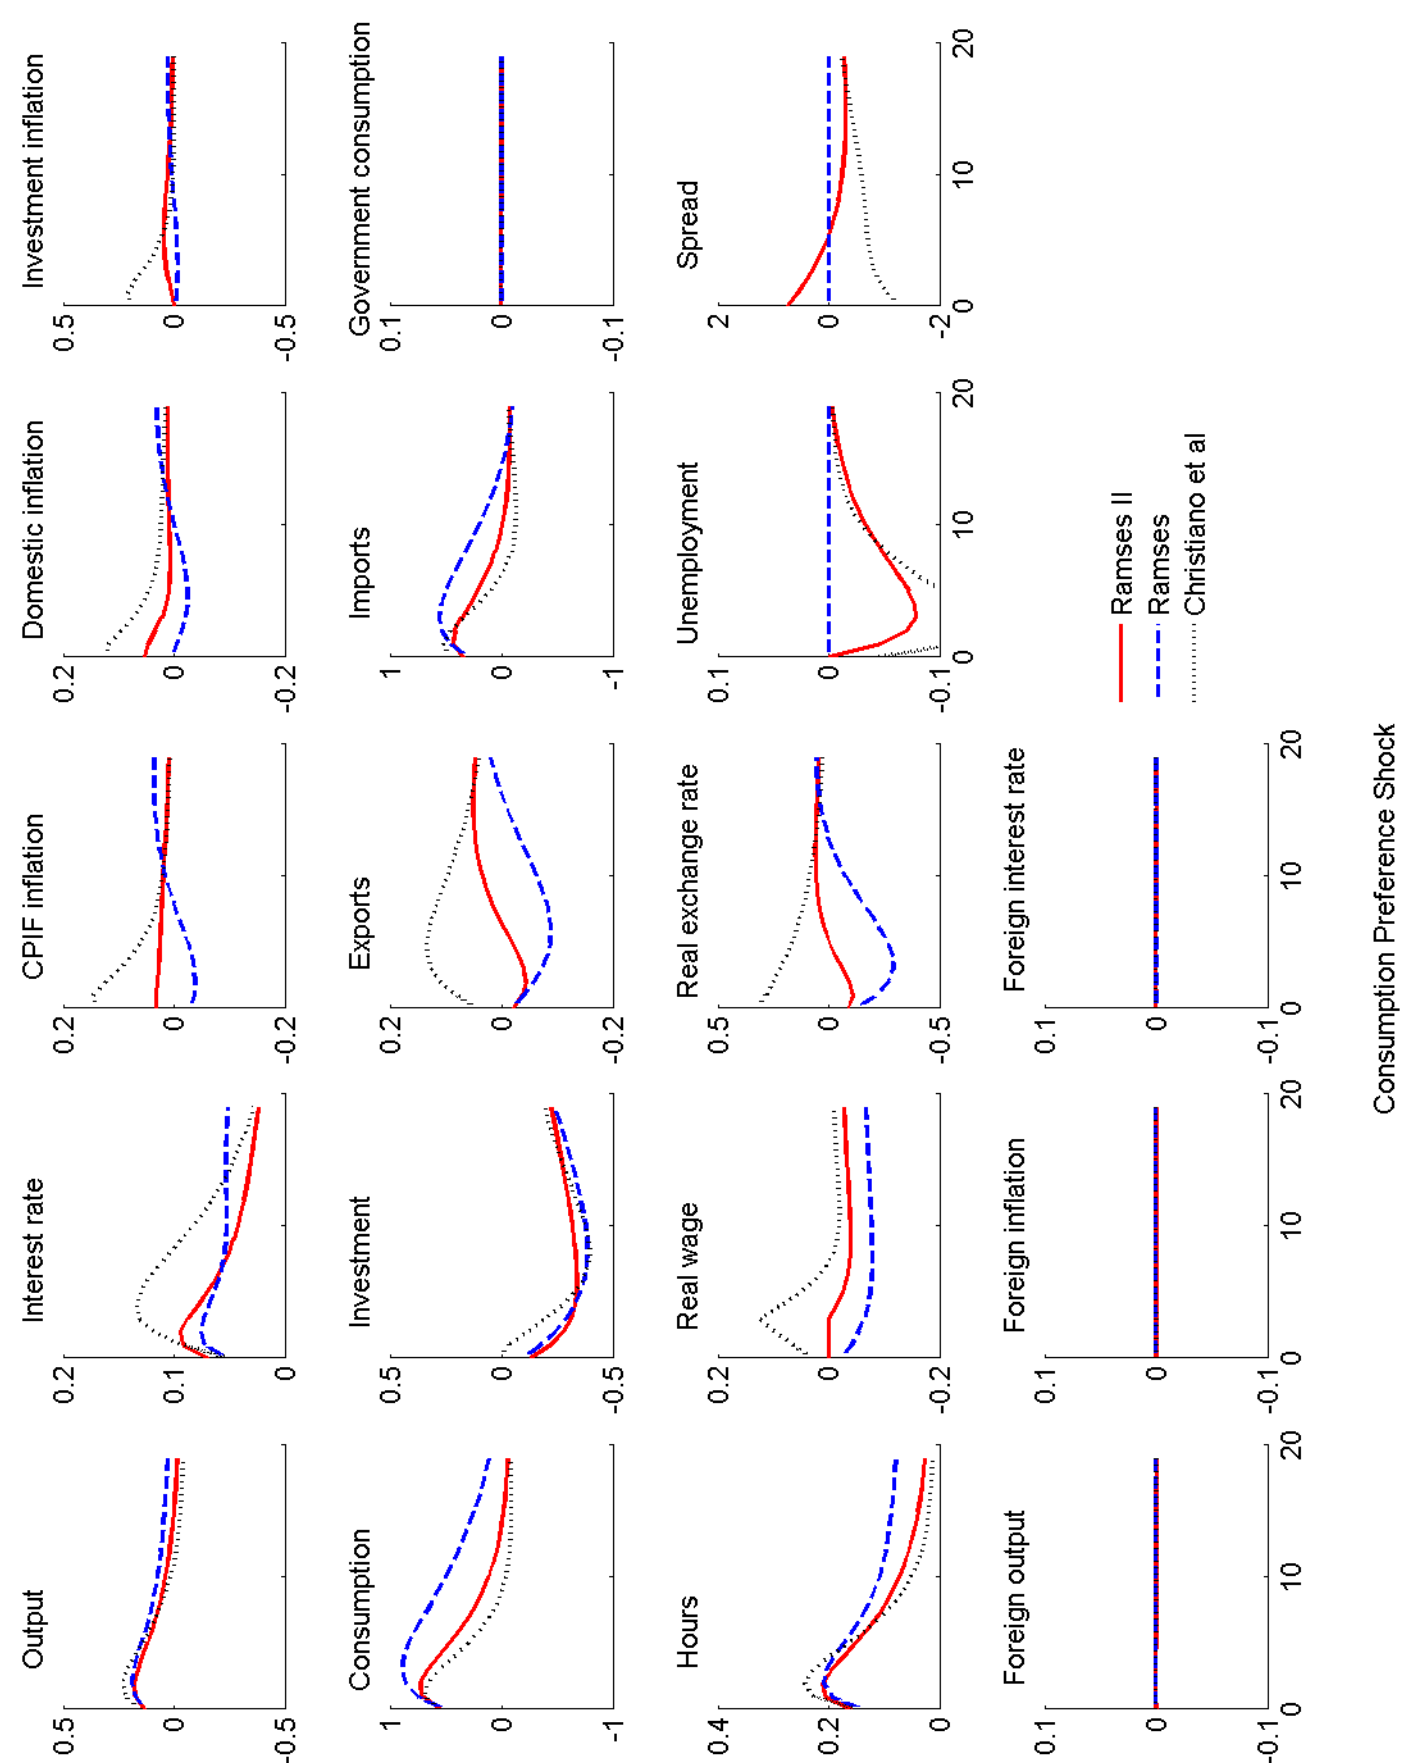 Output
0.5
0
-0.5
Interest rate
0.2
0.1
0
CPIF inflation
0.2
0
-0.2
Domestic inflation
0.2
0
-0.2
Investment inflation
0.5
0
-0.5
Consumption
1
0
-1
Investment
0.5
0
-0.5
Exports
0.2
0
-0.2
Imports
1
0
-1
Government consumption
0.1
0
-0.1
Hours
0.4
0.2
0
Real wage
0.2
0
-0.2
Real exchange rate
0.5
0
-0.5
Unemployment
0.1
0
-0.1
0 10 20
Spread
2
0
-2
0 10 20
Foreign output
0.1
0
-0.1
0 10 20
Foreign inflation
0.1
0
-0.1
0 10 20
Foreign interest rate
0.1
0
-0.1
0 10 20
Ramses II
Ramses
Christiano et al
Consumption Preference Shock